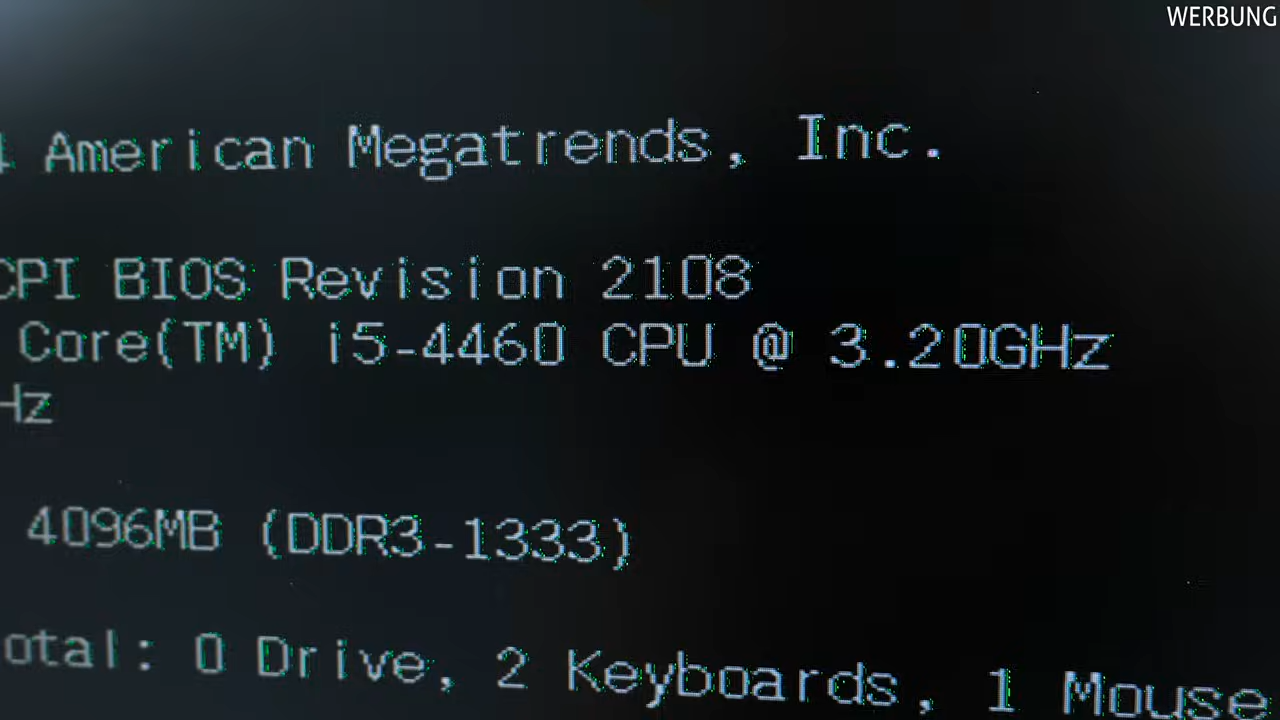 WERBUNG
4 American Megatrends, Inc.
CPI BIOS Revision 2108
Core(TM) i5-4460 CPU @ 3.20GHz
Hz
4096MB (DDR3-1333)
otal: 0 Drive, 2 Keyboards, 1 Mouse